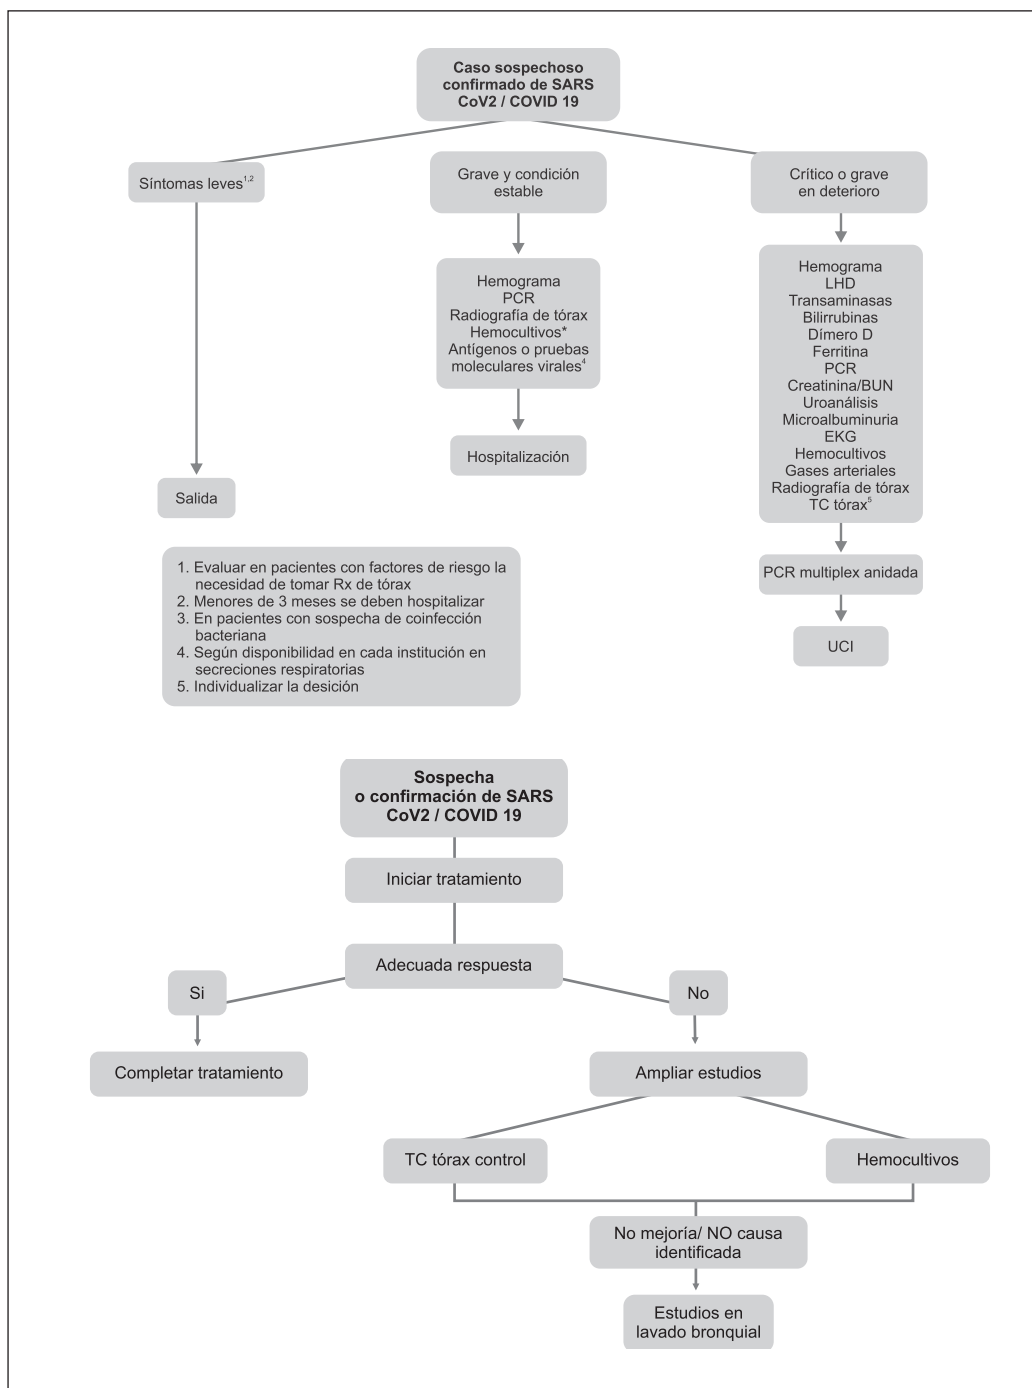 Caso sospechoso
confirmado de SARS
CoV2 / COVID 19
Síntomas leves1,2
Grave y condición
estable
Crítico o grave
en deterioro
Hemograma
PCR
Radiografía de tórax
Hemocultivos*
Antígenos o pruebas
moleculares virales4
Hospitalización
Salida
Hemograma
LHD
Transaminasas
Bilirrubinas
Dímero D
Ferritina
PCR
Creatinina/BUN
Uroanálisis
Microalbuminuria
EKG
Hemocultivos
Gases arteriales
Radiografía de tórax
TC tórax5
PCR multiplex anidada
UCI
1. Evaluar en pacientes con factores de riesgo la
necesidad de tomar Rx de tórax
2. Menores de 3 meses se deben hospitalizar
3. En pacientes con sospecha de coinfección
bacteriana
4. Según disponibilidad en cada institución en
secreciones respiratorias
5. Individualizar la desición
Sospecha
o confirmación de SARS
CoV2 / COVID 19
Iniciar tratamiento
Adecuada respuesta
Si
No
Completar tratamiento
Ampliar estudios
TC tórax control
Hemocultivos
No mejoría/ NO causa
identificada
Estudios en
lavado bronquial